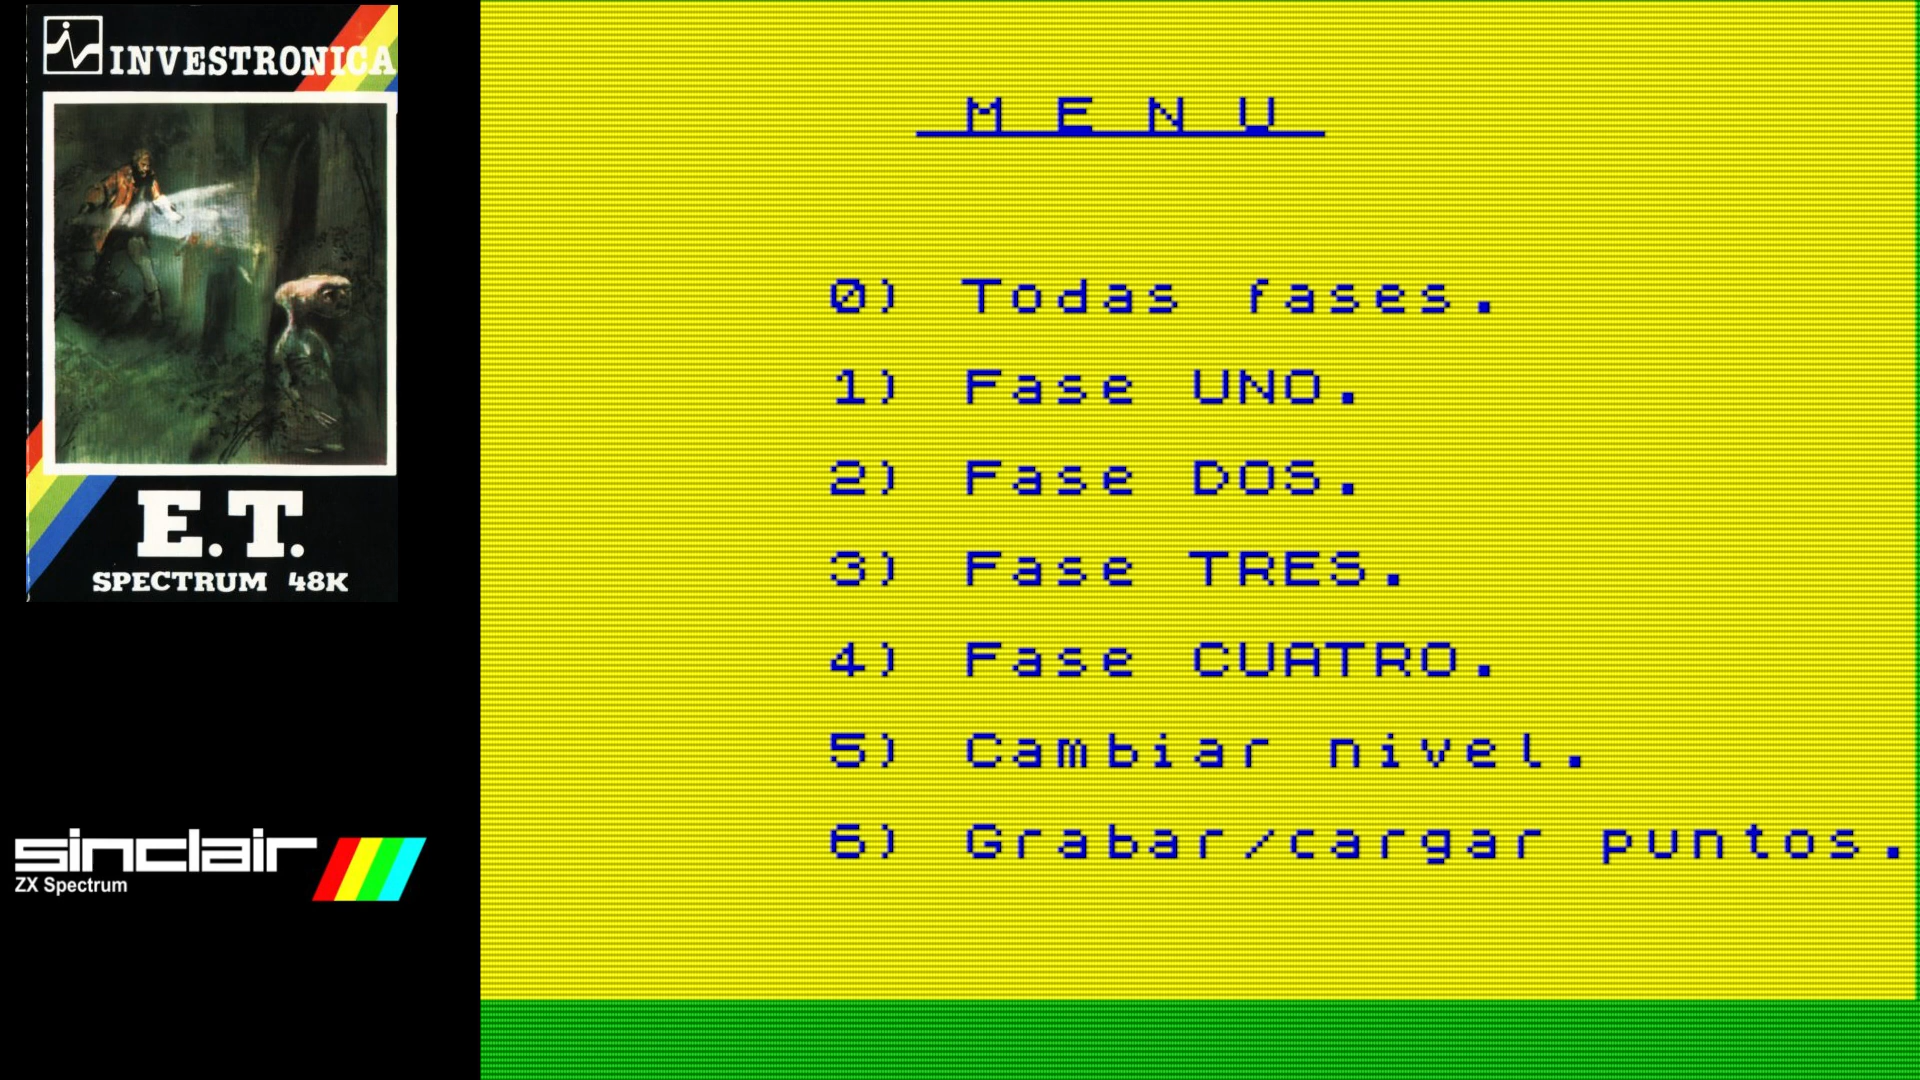 INVESTRONICA
E.T.
SPECTRUM 48K
sinclair
ZX Spectrum
M E N U
0) Todas fases.
1) Fase UNO.
2) Fase DOS.
3) Fase TRES.
4) Fase CUATRO.
5) Cambiar nivel.
6) Grabar/cargar puntos.